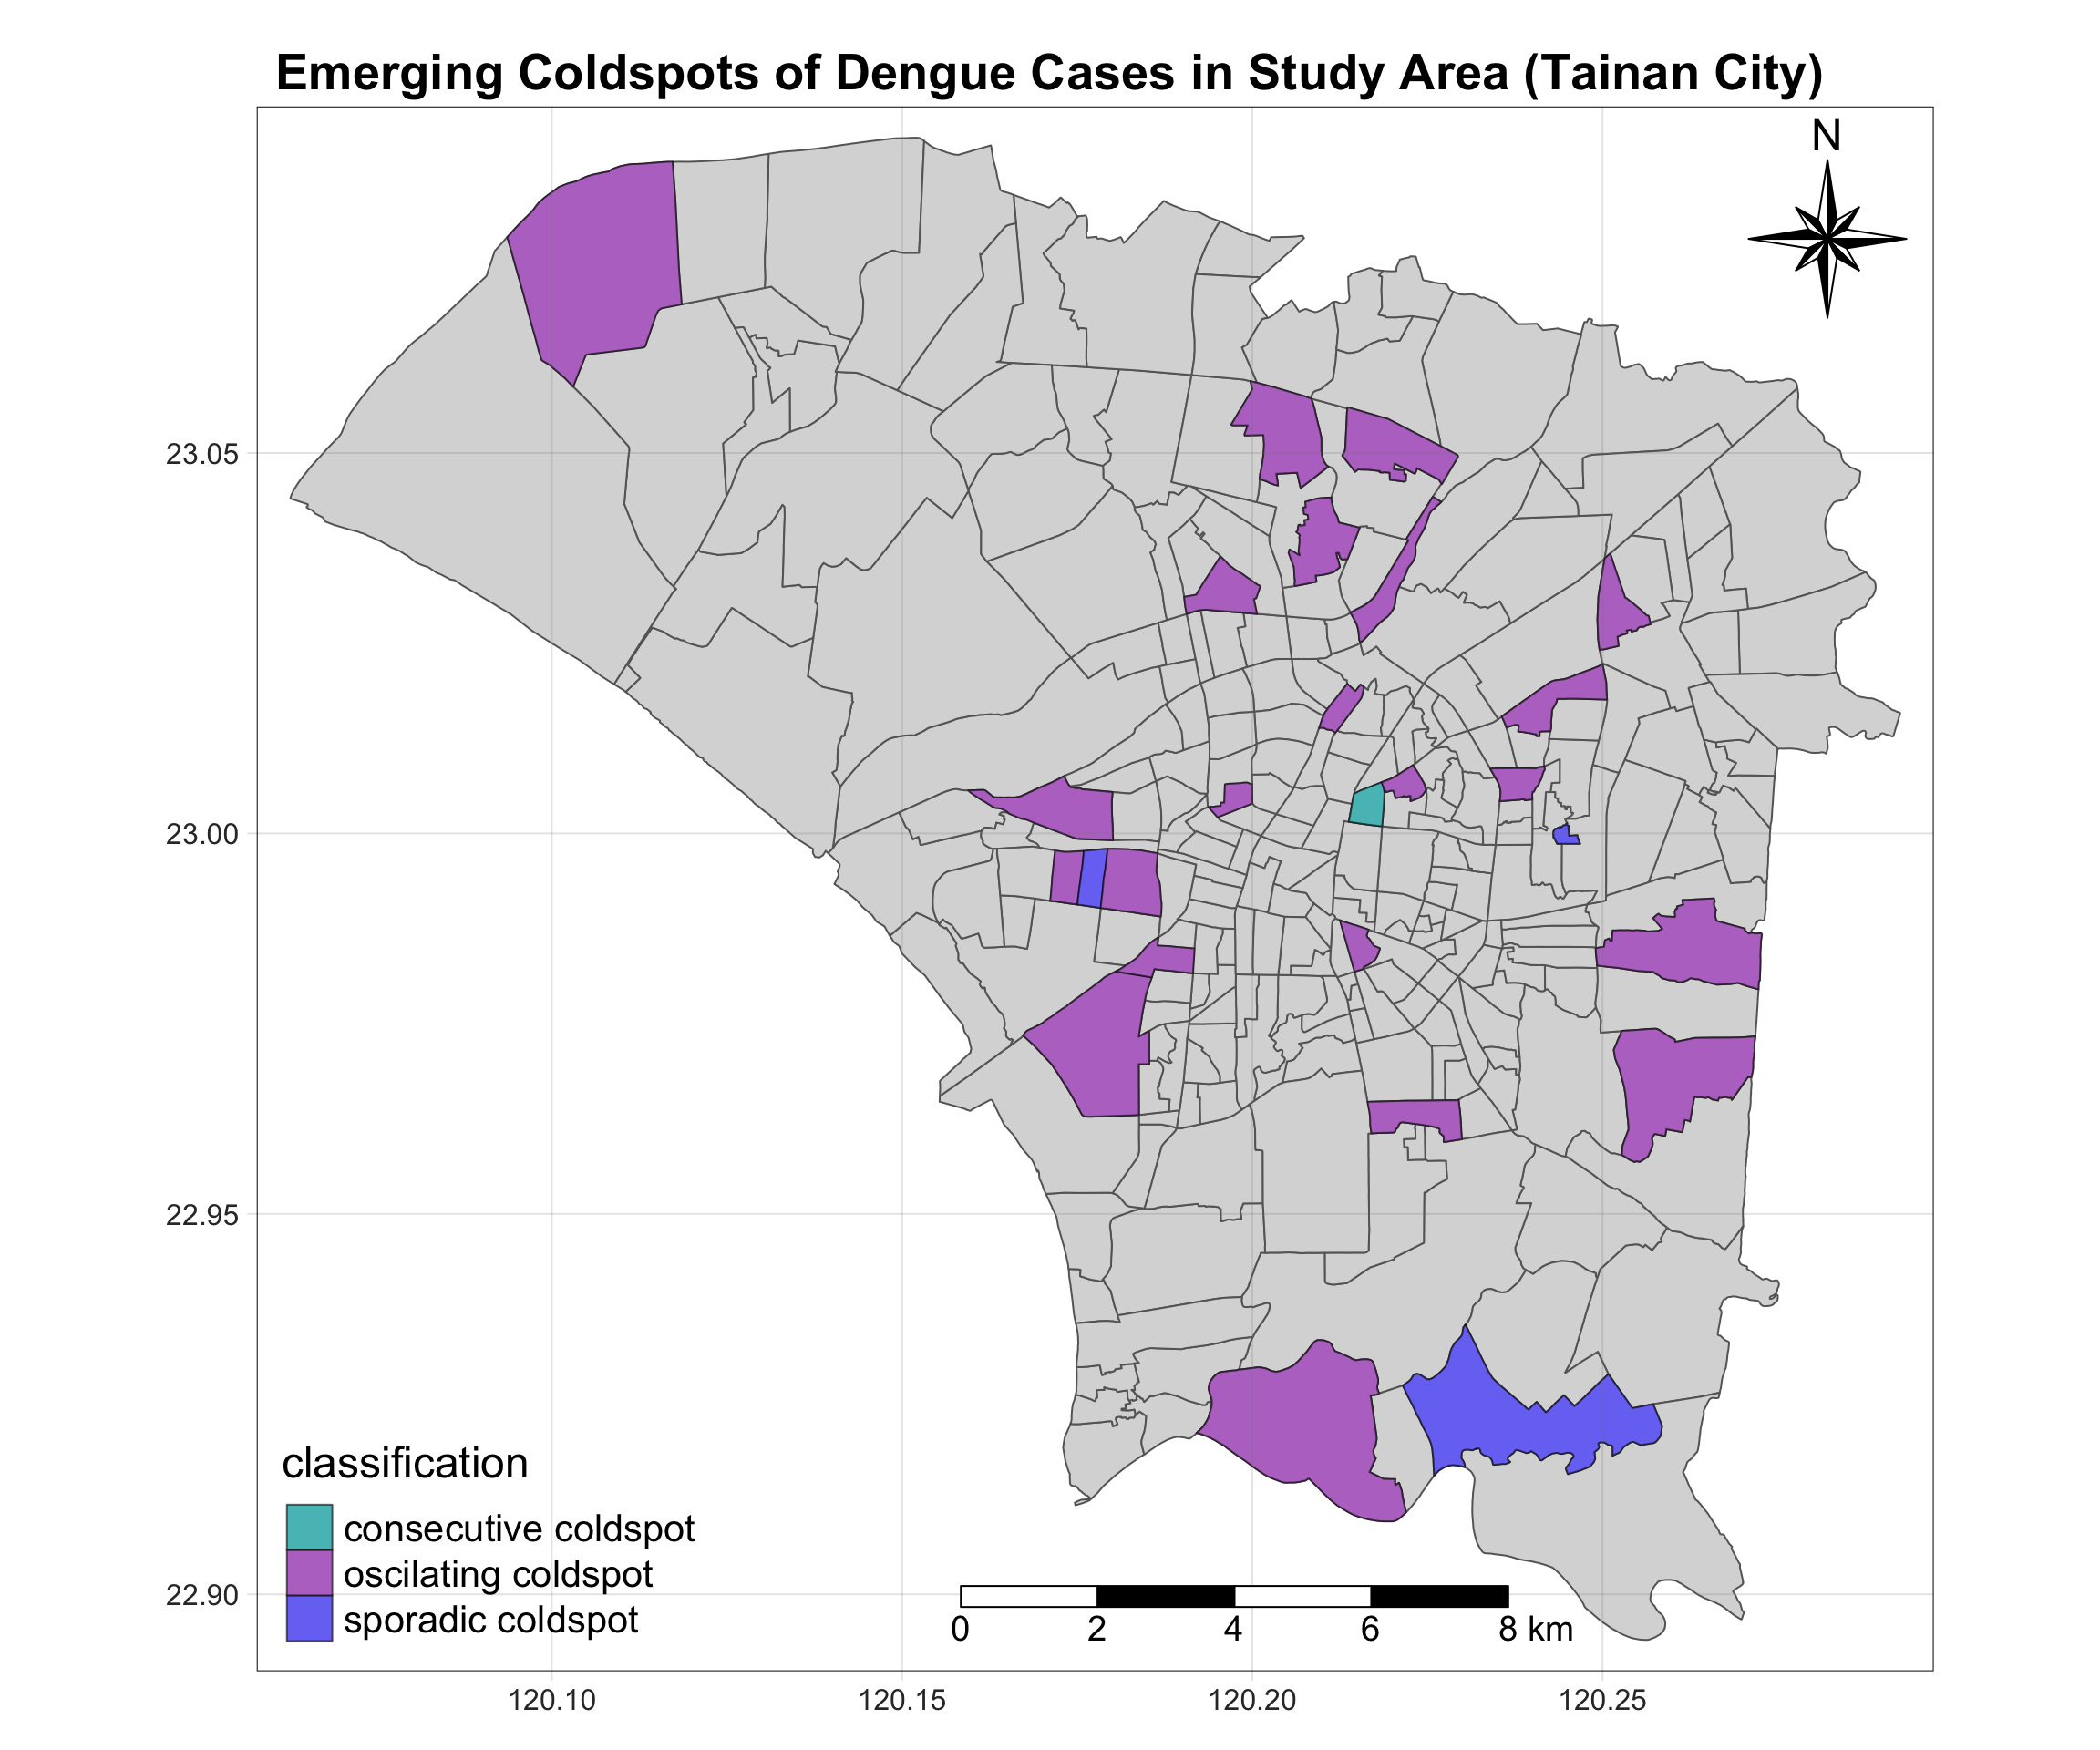 Emerging Coldspots of Dengue Cases in Study Area (Tainan City)
N
23.05
23.00
22.95
22.90
classification
consecutive coldspot
oscilating coldspot
sporadic coldspot
0 2 4 6 8 km
120.10 120.15 120.20 120.25